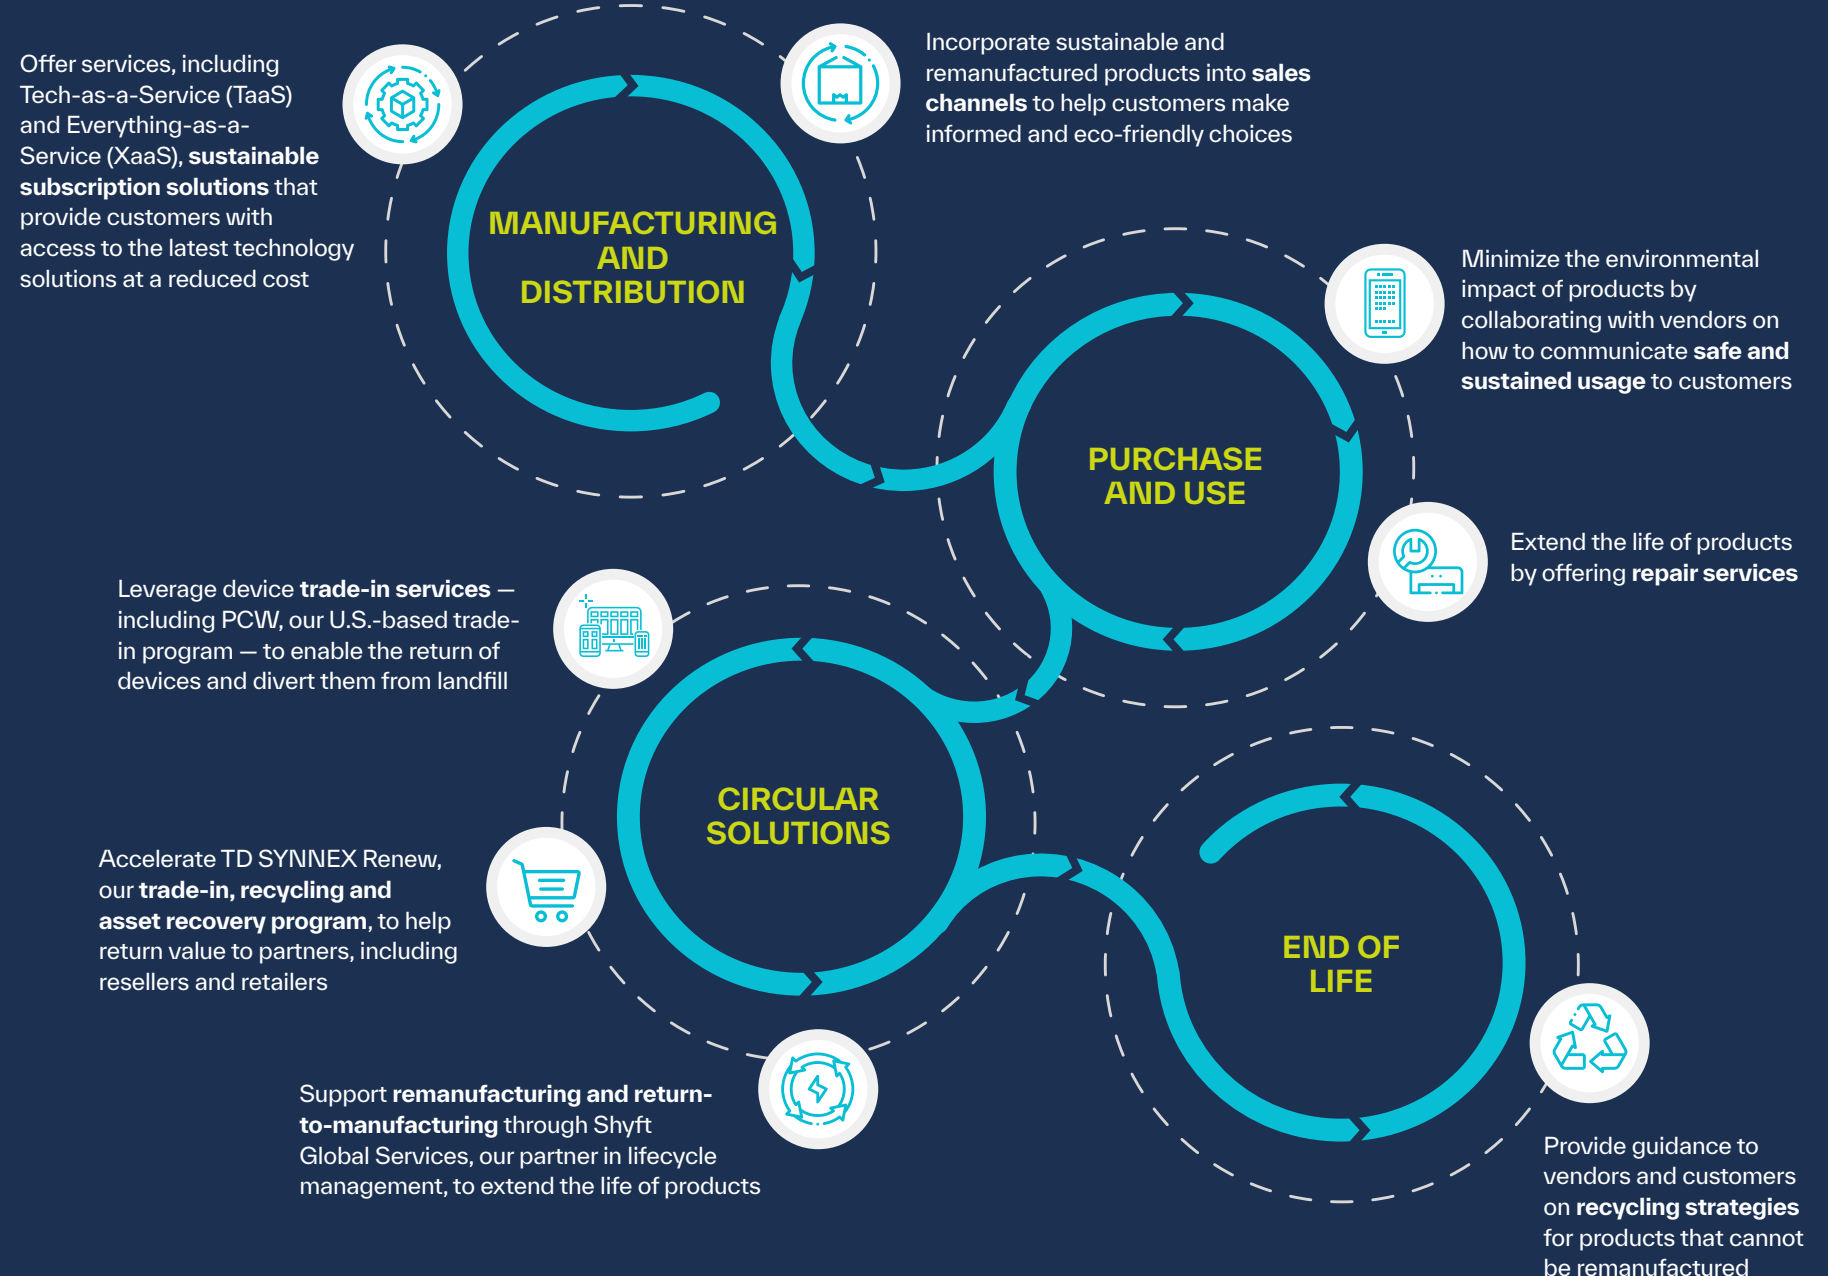 Offer services, including
Tech-as-a-Service (TaaS)
and Everything-as-a-
Service (XaaS), sustainable
subscription solutions that
provide customers with
access to the latest technology
solutions at a reduced cost
Incorporate sustainable and
remanufactured products into sales
channels to help customers make
informed and eco-friendly choices
MANUFACTURING
AND
DISTRIBUTION
Minimize the environmental
impact of products by
collaborating with vendors on
how to communicate safe and
sustained usage to customers
PURCHASE
AND USE
Extend the life of products
by offering repair services
Leverage device trade-in services —
including PCW, our U.S.-based trade-
in program — to enable the return of
devices and divert them from landfill
CIRCULAR
SOLUTIONS
Accelerate TD SYNNEX Renew,
our trade-in, recycling and
asset recovery program, to help
return value to partners, including
resellers and retailers
Support remanufacturing and return-
to-manufacturing through Shyft
Global Services, our partner in lifecycle
management, to extend the life of products
END OF
LIFE
Provide guidance to
vendors and customers
on recycling strategies
for products that cannot
be remanufactured